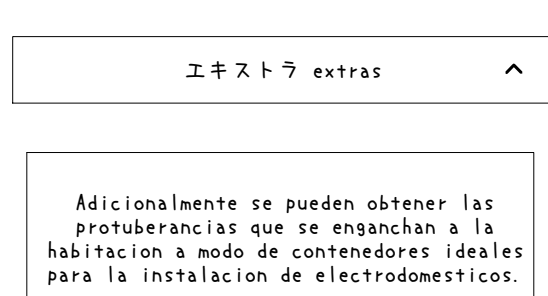 エキストラ extras
Adicionalmente se pueden obtener las
protuberancias que se enganchan a la
habitacion a modo de contenedores ideales
para la instalacion de electrodomesticos.